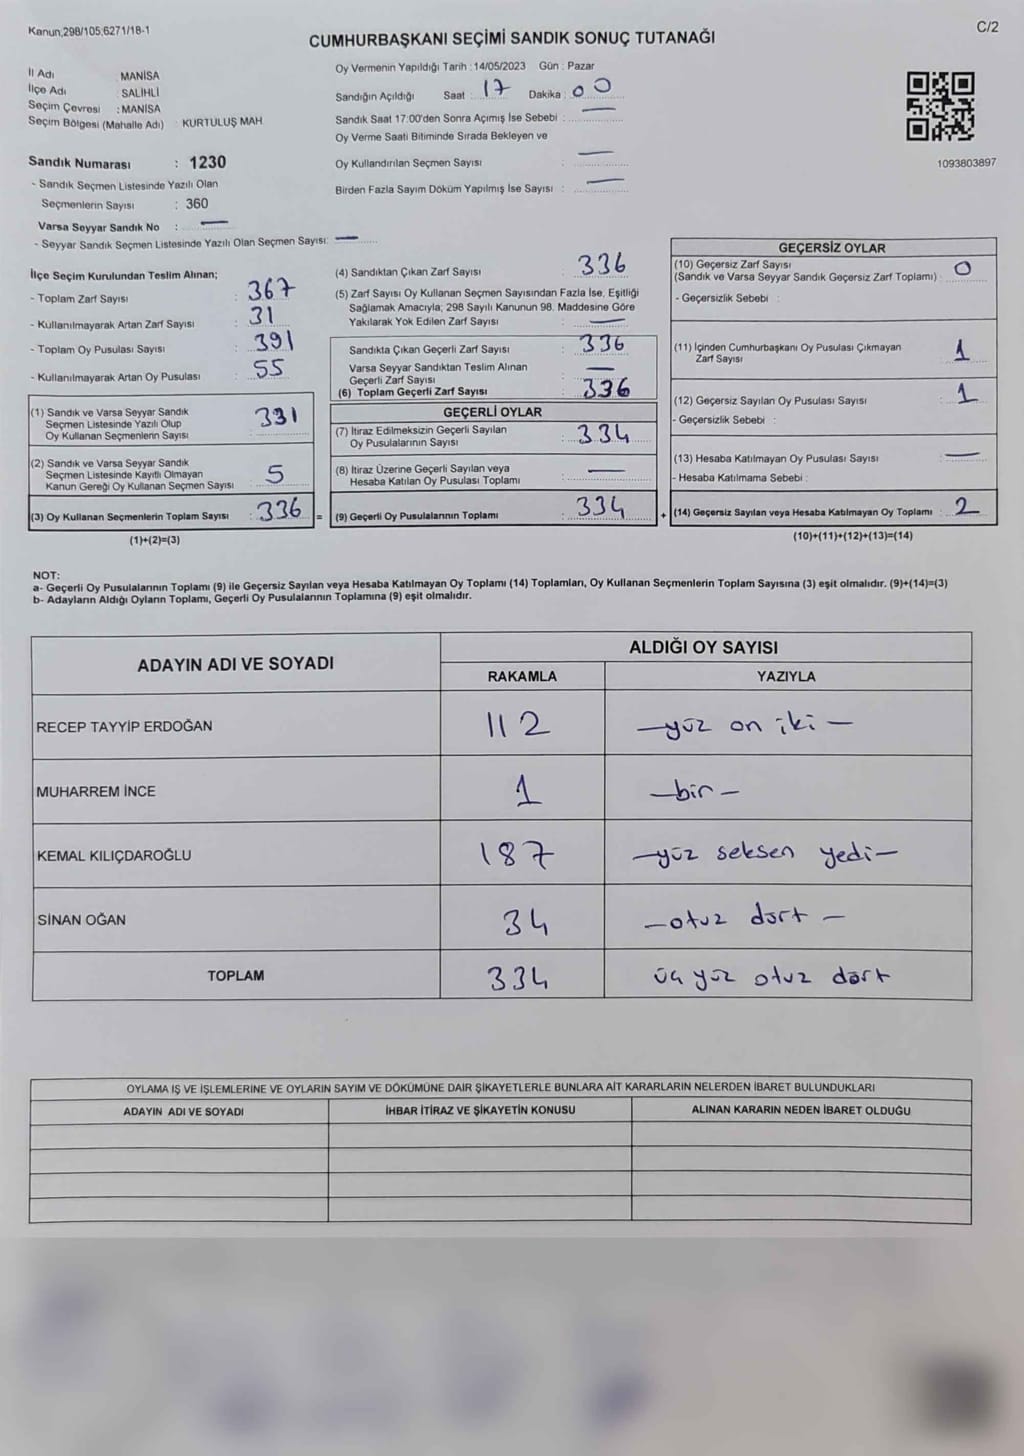 Kanun,298/105,6271/18-1
C/2
CUMHURBAŞKANI SEÇİMİ SANDIK SONUÇ TUTANAĞI
İl Adı MANİSA
İlçe Adı SALİHLİ
Seçim Çevresi : MANİSA
Seçim Bölgesi (Mahalle Adı) : KURTULUŞ MAH.
Sandık Numarası : 1230
- Sandık Seçmen Listesinde Yazılı Olan
Seçmenlerin Sayısı : 360
Varsa Seyyar Sandık No : —
- Seyyar Sandık Seçmen Listesinde Yazılı Olan Seçmen Sayısı: —
Oy Vermenin Yapıldığı Tarih : 14/05/2023 Gün : Pazar
Sandığın Açıldığı Saat : 17 Dakika : 00
Sandık Saat 17:00'den Sonra Açımış İse Sebebi : —
Oy Verme Saati Bitiminde Sırada Bekleyen ve
Oy Kullandırılan Seçmen Sayısı : —
Birden Fazla Sayım Döküm Yapılmış İse Sayısı : —
1093803897
İlçe Seçim Kurulundan Teslim Alınan;
- Toplam Zarf Sayısı : 367
- Kullanılmayarak Artan Zarf Sayısı : 31
- Toplam Oy Pusulası Sayısı : 391
- Kullanılmayarak Artan Oy Pusulası : 55
(1) Sandık ve Varsa Seyyar Sandık
Seçmen Listesinde Yazılı Olup
Oy Kullanan Seçmenlerin Sayısı : 331
(2) Sandık ve Varsa Seyyar Sandık
Seçmen Listesinde Kayıtlı Olmayan
Kanun Gereği Oy Kullanan Seçmen Sayısı : 5
(3) Oy Kullanan Seçmenlerin Toplam Sayısı : 336
(1)+(2)=(3)
=
(4) Sandıktan Çıkan Zarf Sayısı : 336
(5) Zarf Sayısı Oy Kullanan Seçmen Sayısından Fazla İse, Eşitliği
Sağlamak Amacıyla; 298 Sayılı Kanunun 98. Maddesine Göre
Yakılarak Yok Edilen Zarf Sayısı : —
Sandıkta Çıkan Geçerli Zarf Sayısı : 336
Varsa Seyyar Sandıktan Teslim Alınan
Geçerli Zarf Sayısı : —
(6) Toplam Geçerli Zarf Sayısı : 336
GEÇERLİ OYLAR
(7) İtiraz Edilmeksizin Geçerli Sayılan
Oy Pusulalarının Sayısı : 334
(8) İtiraz Üzerine Geçerli Sayılan veya
Hesaba Katılan Oy Pusulası Toplamı : —
(9) Geçerli Oy Pusulalarının Toplamı : 334
+
GEÇERSİZ OYLAR
(10) Geçersiz Zarf Sayısı
(Sandık ve Varsa Seyyar Sandık Geçersiz Zarf Toplamı) : 0
- Geçersizlik Sebebi :
(11) İçinden Cumhurbaşkanı Oy Pusulası Çıkmayan
Zarf Sayısı : 1
(12) Geçersiz Sayılan Oy Pusulası Sayısı : 1
- Geçersizlik Sebebi :
(13) Hesaba Katılmayan Oy Pusulası Sayısı : —
- Hesaba Katılmama Sebebi :
(14) Geçersiz Sayılan veya Hesaba Katılmayan Oy Toplamı : 2
(10)+(11)+(12)+(13)=(14)
NOT:
a- Geçerli Oy Pusulalarının Toplamı (9) ile Geçersiz Sayılan veya Hesaba Katılmayan Oy Toplamı (14) Toplamları, Oy Kullanan Seçmenlerin Toplam Sayısına (3) eşit olmalıdır. (9)+(14)=(3)
b- Adayların Aldığı Oyların Toplamı, Geçerli Oy Pusulalarının Toplamına (9) eşit olmalıdır.
ADAYIN ADI VE SOYADI
ALDIĞI OY SAYISI
RAKAMLA YAZIYLA
RECEP TAYYİP ERDOĞAN 112 —yüz on iki—
MUHARREM İNCE 1 —bir—
KEMAL KILIÇDAROĞLU 187 —yüz seksen yedi—
SİNAN OĞAN 34 —otuz dört—
TOPLAM 334 üç yüz otuz dört
OYLAMA İŞ VE İŞLEMLERİNE VE OYLARIN SAYIM VE DÖKÜMÜNE DAİR ŞİKAYETLERLE BUNLARA AİT KARARLARIN NELERDEN İBARET BULUNDUKLARI
ADAYIN ADI VE SOYADI İHBAR İTİRAZ VE ŞİKAYETİN KONUSU ALINAN KARARIN NEDEN İBARET OLDUĞU